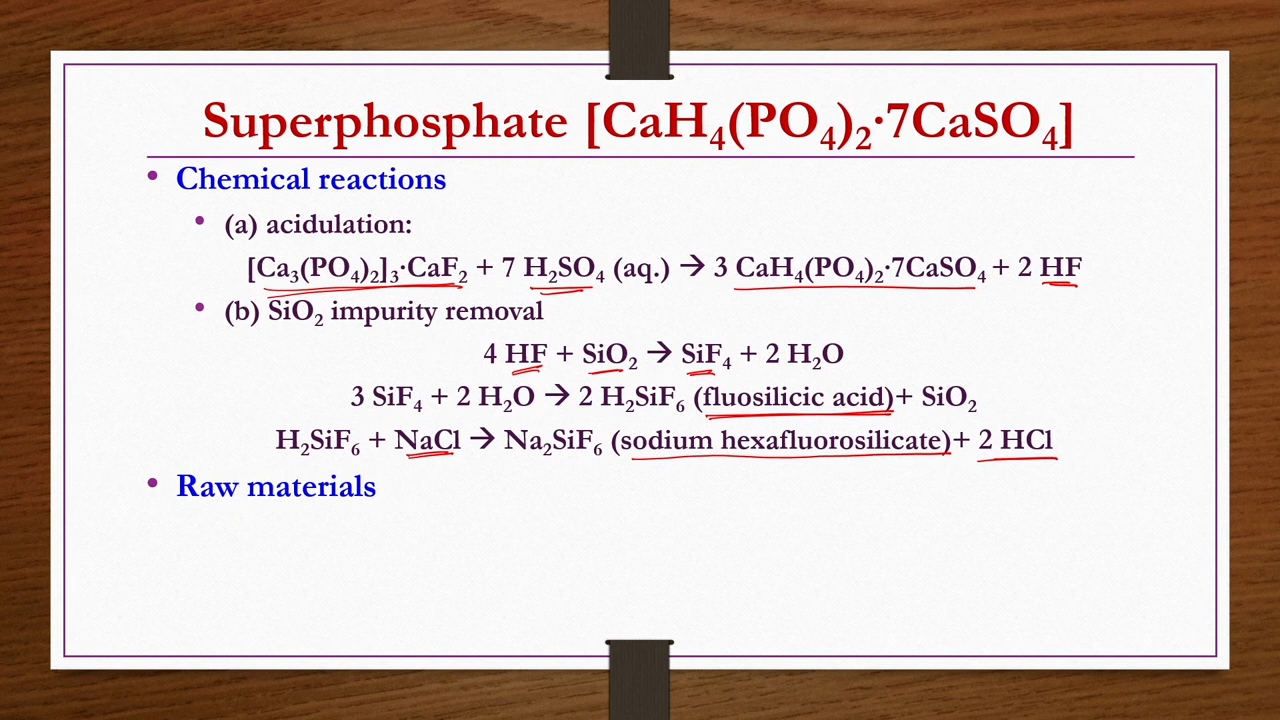 Superphosphate [CaH₄(PO₄)₂·7CaSO₄]
• Chemical reactions
• (a) acidulation:
[Ca₃(PO₄)₂]₃·CaF₂ + 7 H₂SO₄ (aq.) → 3 CaH₄(PO₄)₂·7CaSO₄ + 2 HF
• (b) SiO₂ impurity removal
4 HF + SiO₂ → SiF₄ + 2 H₂O
3 SiF₄ + 2 H₂O → 2 H₂SiF₆ (fluosilicic acid)+ SiO₂
H₂SiF₆ + NaCl → Na₂SiF₆ (sodium hexafluorosilicate)+ 2 HCl
• Raw materials